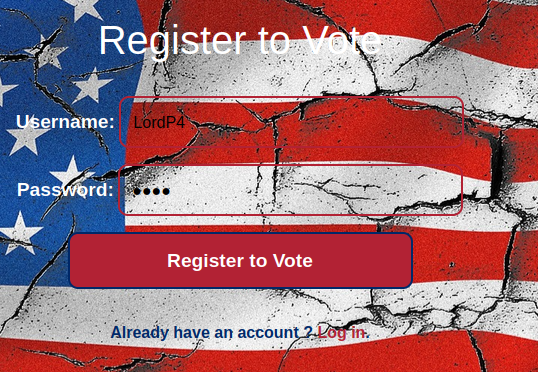 Register to Vote
Username: LordP4
Password: ••••
Register to Vote
Already have an account ? Log in.